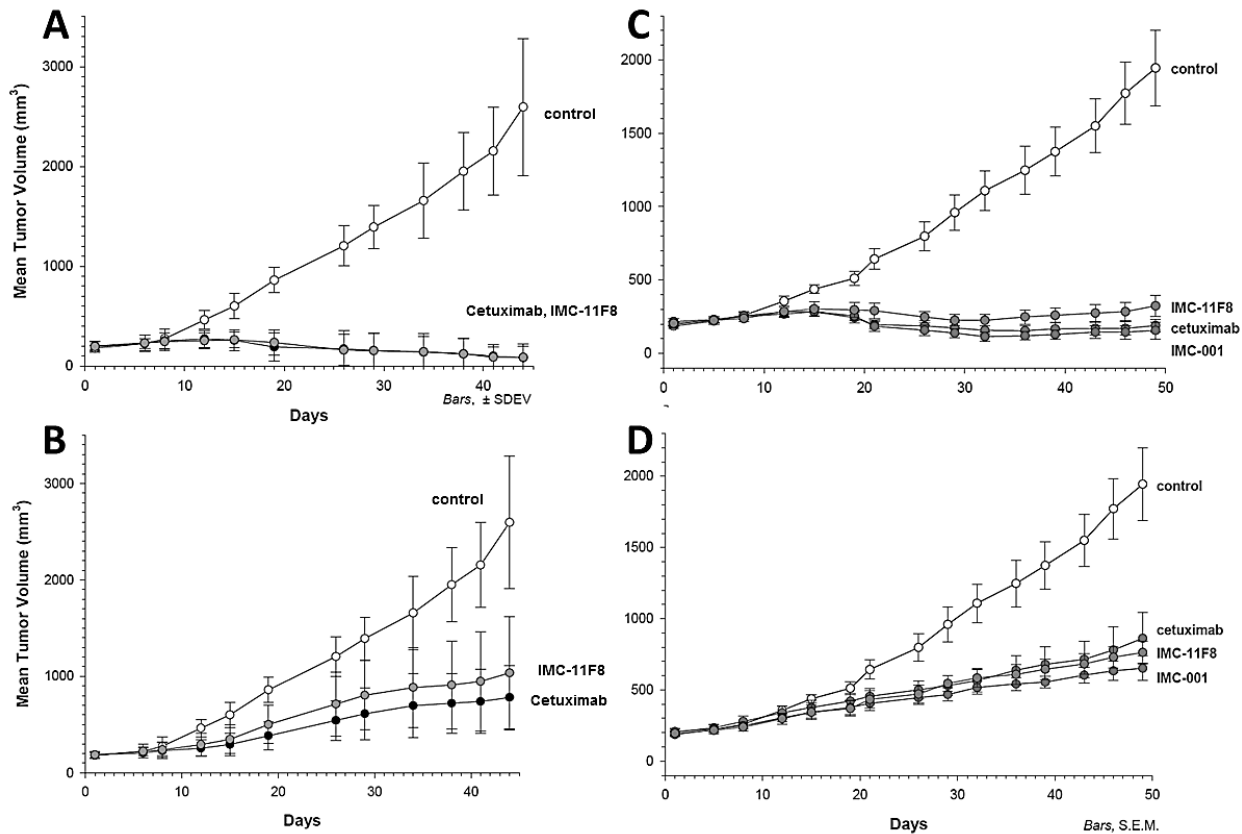 A
Mean Tumor Volume (mm³)
3000
2000
1000
0
control
Cetuximab, IMC-11F8
0 10 20 30 40
Bars, ± SDEV
Days
C
2000
1500
1000
500
0
control
IMC-11F8
cetuximab
IMC-001
0 10 20 30 40 50
B
Mean Tumor Volume (mm³)
3000
2000
1000
0
control
IMC-11F8
Cetuximab
0 10 20 30 40
Days
D
2000
1500
1000
500
0
control
cetuximab
IMC-11F8
IMC-001
0 10 20 30 40 50
Days
Bars, S.E.M.